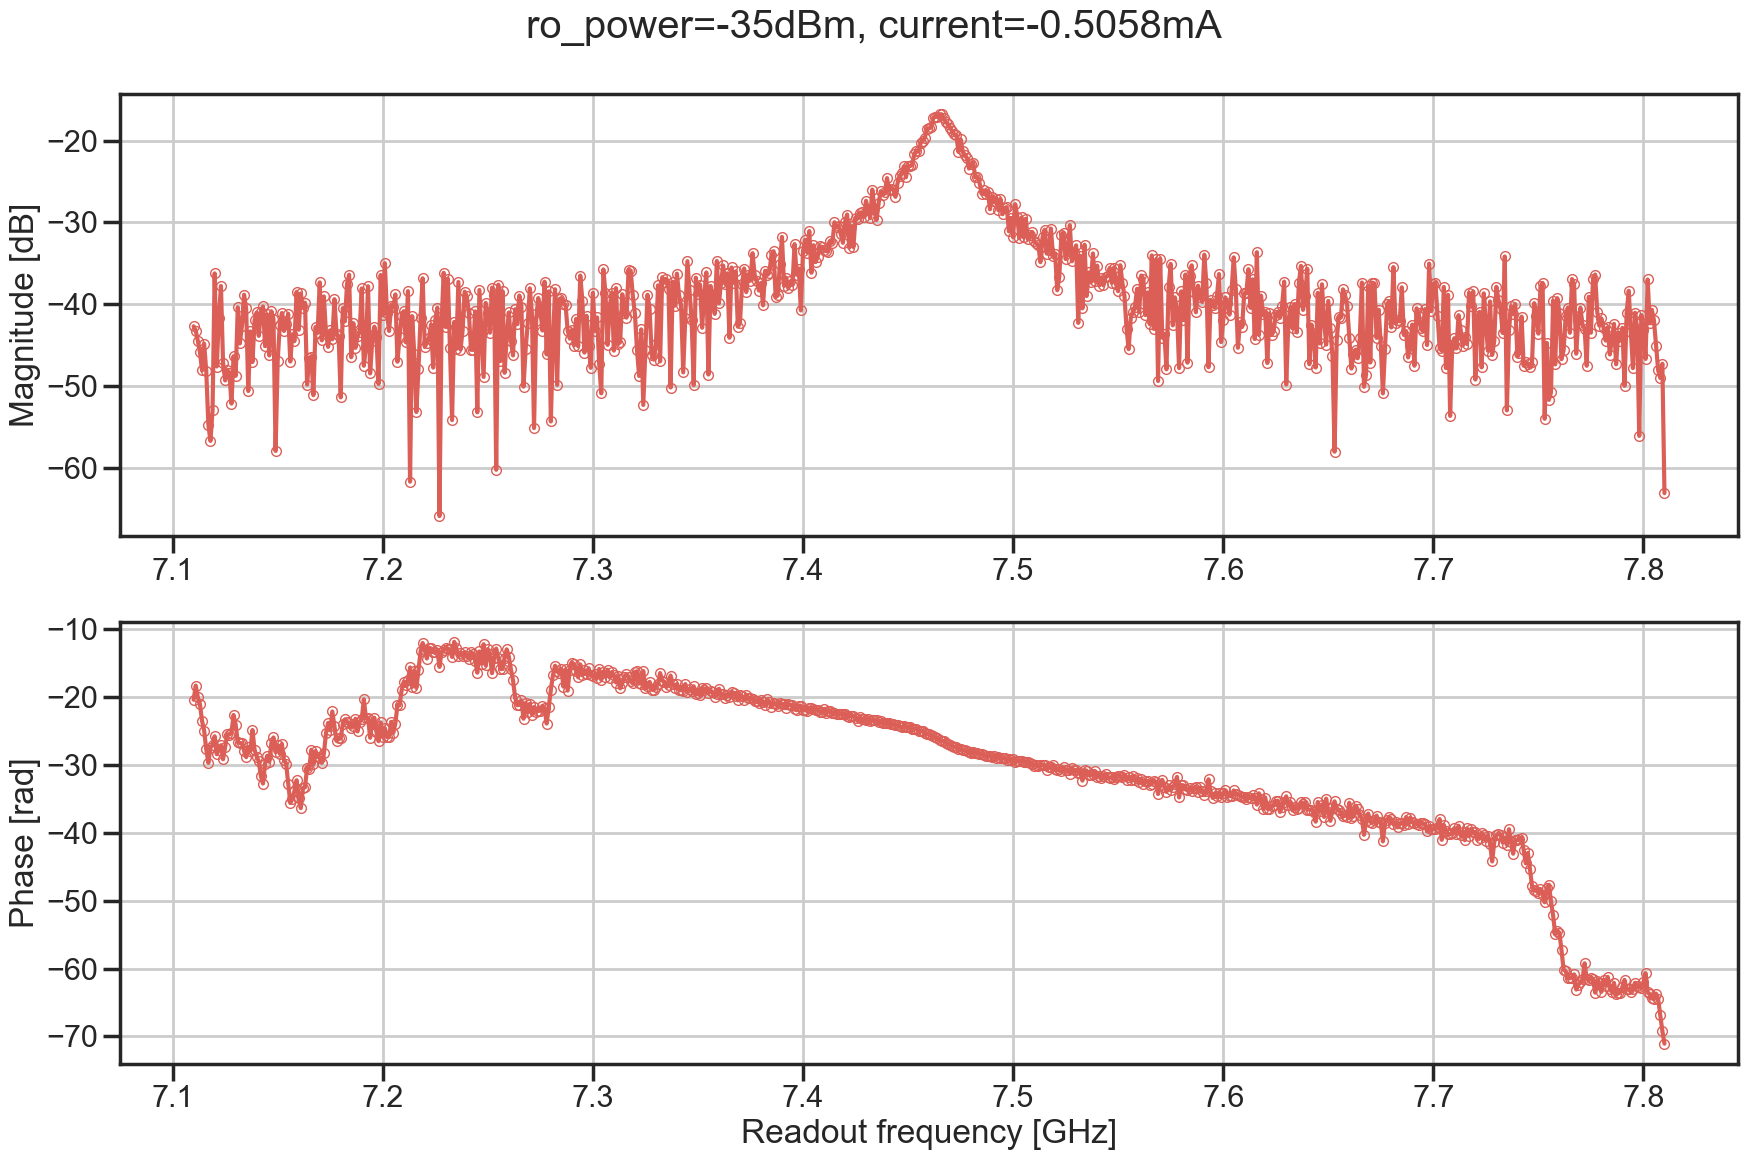 ro_power=-35dBm, current=-0.5058mA
Magnitude [dB]
−20
−30
−40
−50
−60
7.1 7.2 7.3 7.4 7.5 7.6 7.7 7.8
Phase [rad]
−10
−20
−30
−40
−50
−60
−70
7.1 7.2 7.3 7.4 7.5 7.6 7.7 7.8
Readout frequency [GHz]